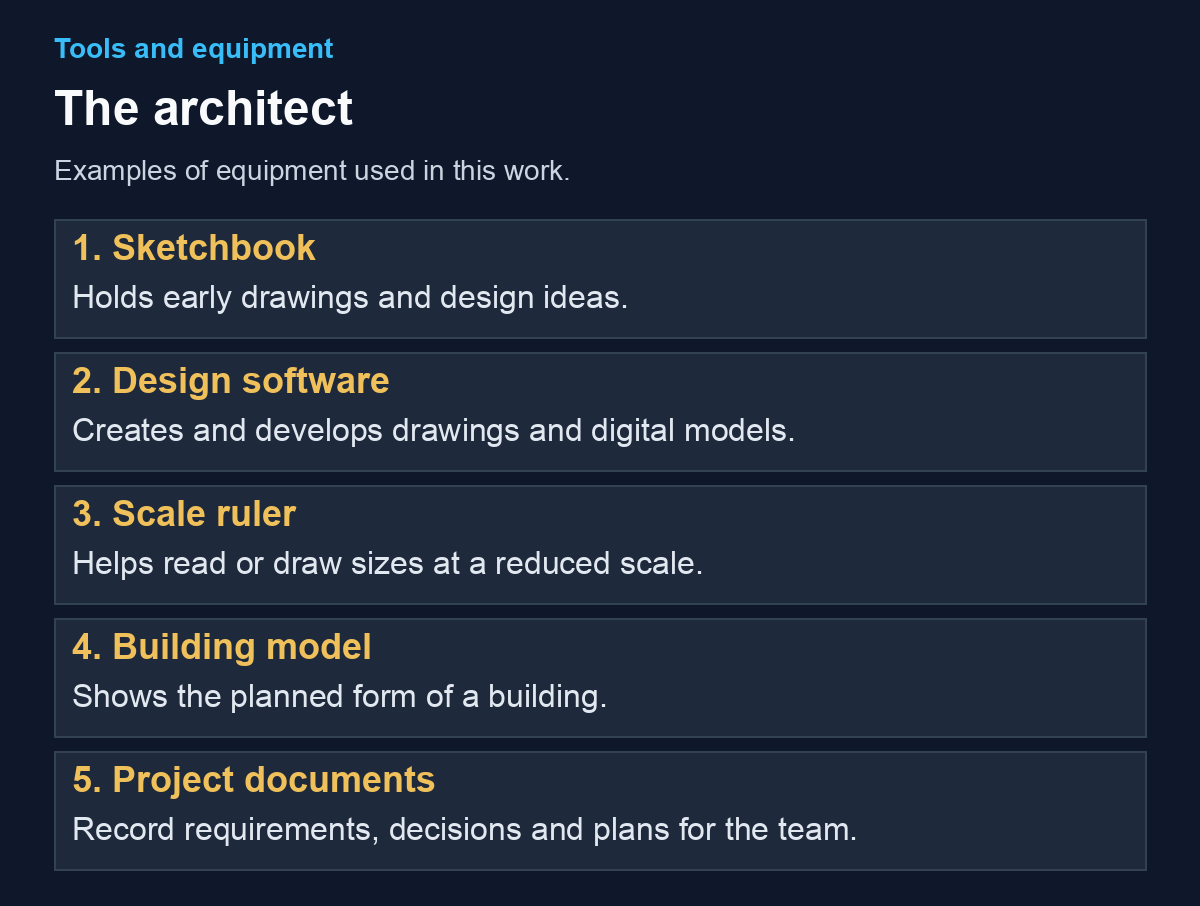 Tools and equipment
The architect
Examples of equipment used in this work.
1. Sketchbook
Holds early drawings and design ideas.
2. Design software
Creates and develops drawings and digital models.
3. Scale ruler
Helps read or draw sizes at a reduced scale.
4. Building model
Shows the planned form of a building.
5. Project documents
Record requirements, decisions and plans for the team.